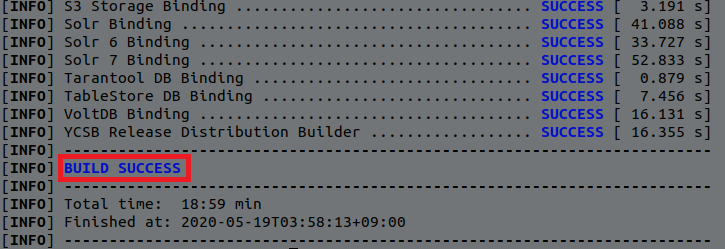 [INFO] S3 Storage Binding ................................. SUCCESS [  3.191 s]
[INFO] Solr Binding ....................................... SUCCESS [ 41.088 s]
[INFO] Solr 6 Binding ..................................... SUCCESS [ 33.727 s]
[INFO] Solr 7 Binding ..................................... SUCCESS [ 52.833 s]
[INFO] Tarantool DB Binding ............................... SUCCESS [  0.879 s]
[INFO] TableStore DB Binding .............................. SUCCESS [  7.456 s]
[INFO] VoltDB Binding ..................................... SUCCESS [ 16.131 s]
[INFO] YCSB Release Distribution Builder .................. SUCCESS [ 16.355 s]
[INFO] ------------------------------------------------------------------------
[INFO] BUILD SUCCESS
[INFO] ------------------------------------------------------------------------
[INFO] Total time:  18:59 min
[INFO] Finished at: 2020-05-19T03:58:13+09:00
[INFO] ------------------------------------------------------------------------